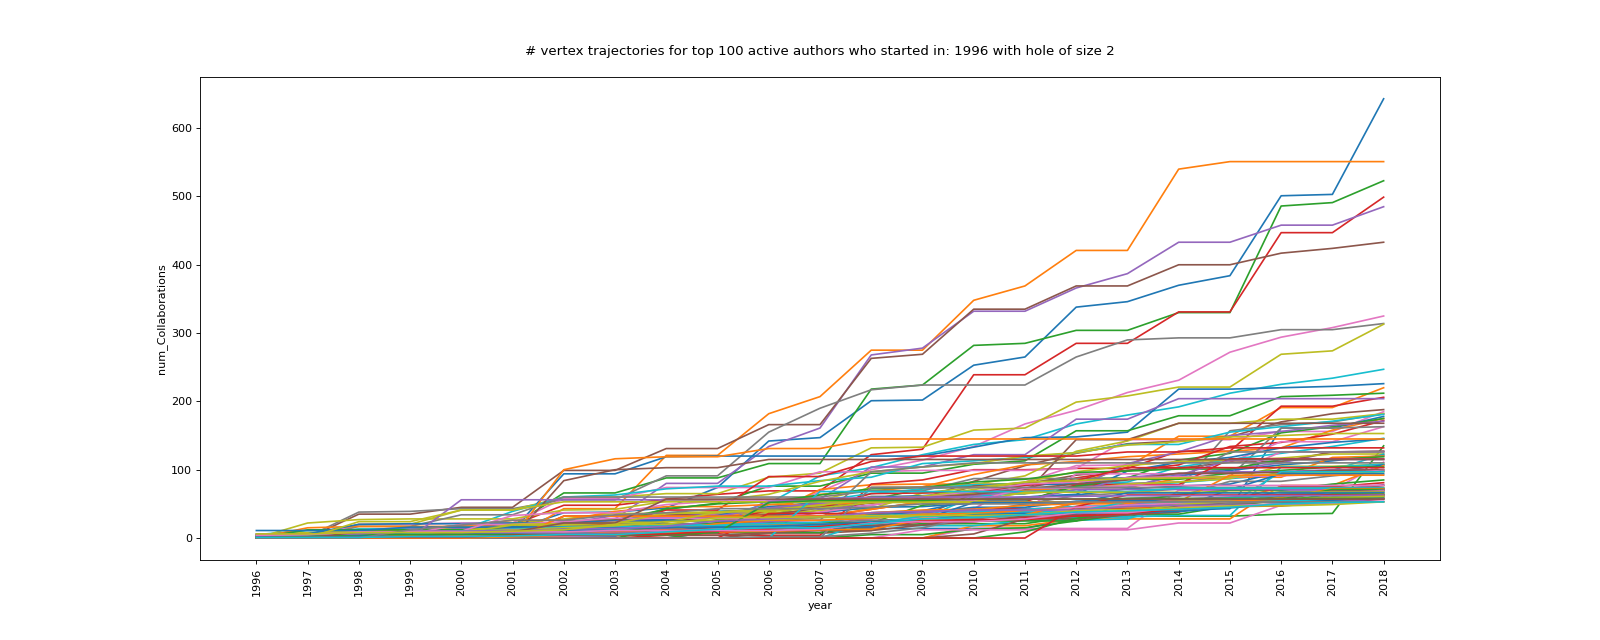 # vertex trajectories for top 100 active authors who started in: 1996 with hole of size 2
600
500
400
300
200
100
0
num_Collaborations
1996 1997 1998 1999 2000 2001 2002 2003 2004 2005 2006 2007 2008 2009 2010 2011 2012 2013 2014 2015 2016 2017 2018
year